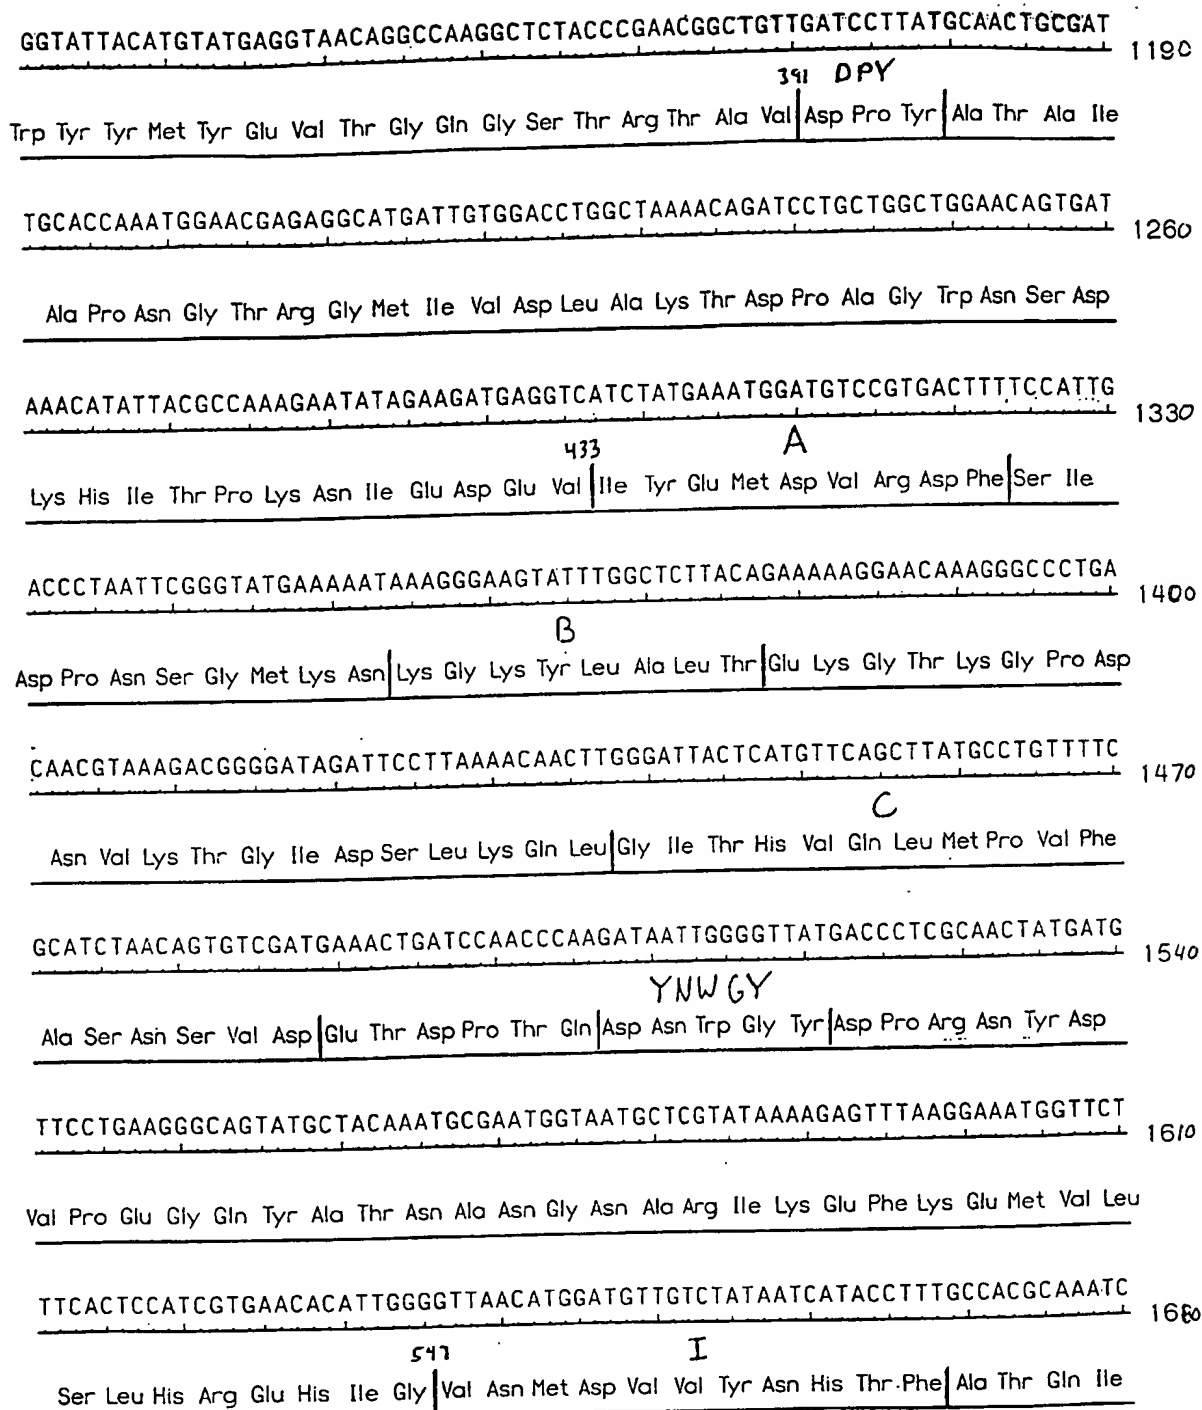 GGTATTACATGTATGAGGTAACAGGCCAAGGCTCTACCCGAACGGCTGTTGATCCTTATGCAACTGCGAT 1190
391 DPY
Trp Tyr Tyr Met Tyr Glu Val Thr Gly Gln Gly Ser Thr Arg Thr Ala Val|Asp Pro Tyr|Ala Thr Ala Ile
TGCACCAAATGGAACGAGAGGCATGATTGTGGACCTGGCTAAAACAGATCCTGCTGGCTGGAACAGTGAT 1260
Ala Pro Asn Gly Thr Arg Gly Met Ile Val Asp Leu Ala Lys Thr Asp Pro Ala Gly Trp Asn Ser Asp
AAACATATTACGCCAAAGAATATAGAAGATGAGGTCATCTATGAAATGGATGTCCGTGACTTTTCCATTG 1330
433 A
Lys His Ile Thr Pro Lys Asn Ile Glu Asp Glu Val|Ile Tyr Glu Met Asp Val Arg Asp Phe|Ser Ile
ACCCTAATTCGGGTATGAAAAATAAAGGGAAGTATTTGGCTCTTACAGAAAAAGGAACAAAGGGCCCTGA 1400
B
Asp Pro Asn Ser Gly Met Lys Asn|Lys Gly Lys Tyr Leu Ala Leu Thr|Glu Lys Gly Thr Lys Gly Pro Asp
CAACGTAAAGACGGGGATAGATTCCTTAAAACAACTTGGGATTACTCATGTTCAGCTTATGCCTGTTTTC 1470
C
Asn Val Lys Thr Gly Ile Asp Ser Leu Lys Gln Leu|Gly Ile Thr His Val Gln Leu Met Pro Val Phe
GCATCTAACAGTGTCGATGAAACTGATCCAACCCAAGATAATTGGGGTTATGACCCTCGCAACTATGATG 1540
YNWGY
Ala Ser Asn Ser Val Asp|Glu Thr Asp Pro Thr Gln|Asp Asn Trp Gly Tyr|Asp Pro Arg Asn Tyr Asp
TTCCTGAAGGGCAGTATGCTACAAATGCGAATGGTAATGCTCGTATAAAAGAGTTTAAGGAAATGGTTCT 1610
Val Pro Glu Gly Gln Tyr Ala Thr Asn Ala Asn Gly Asn Ala Arg Ile Lys Glu Phe Lys Glu Met Val Leu
TTCACTCCATCGTGAACACATTGGGGTTAACATGGATGTTGTCTATAATCATACCTTTGCCACGCAAATC 1680
547 I
Ser Leu His Arg Glu His Ile Gly|Val Asn Met Asp Val Val Tyr Asn His Thr Phe|Ala Thr Gln Ile